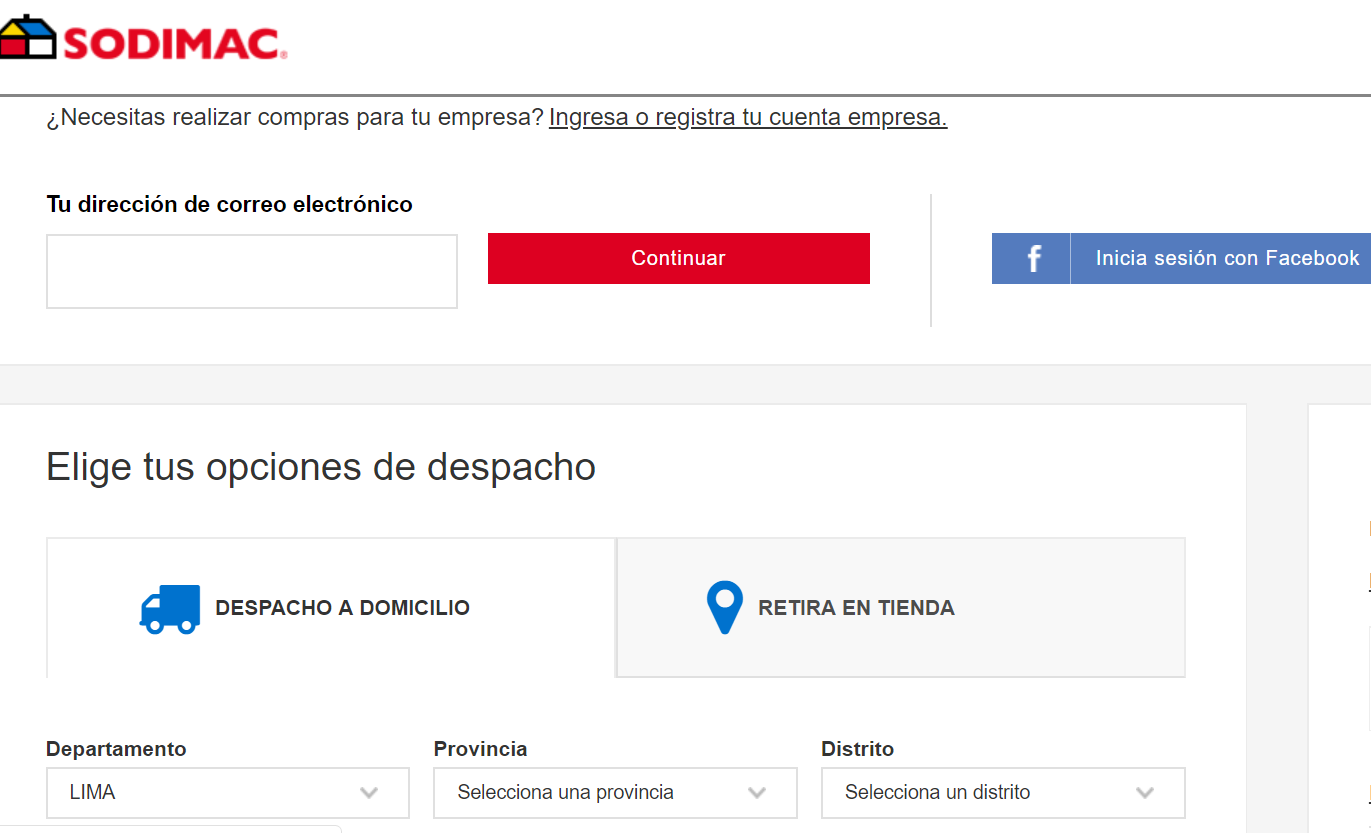 SODIMAC®
¿Necesitas realizar compras para tu empresa? Ingresa o registra tu cuenta empresa.
Tu dirección de correo electrónico
Continuar
f Inicia sesión con Facebook
Elige tus opciones de despacho
DESPACHO A DOMICILIO
RETIRA EN TIENDA
Departamento
Provincia
Distrito
LIMA
Selecciona una provincia
Selecciona un distrito